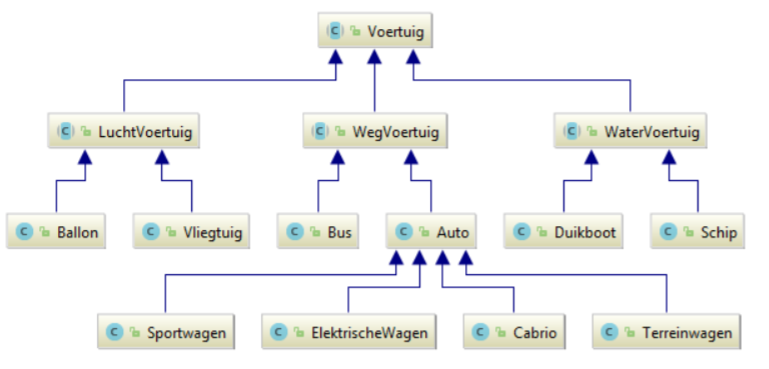 Voertuig
LuchtVoertuig
WegVoertuig
WaterVoertuig
Ballon
Vliegtuig
Bus
Auto
Duikboot
Schip
Sportwagen
ElektrischeWagen
Cabrio
Terreinwagen